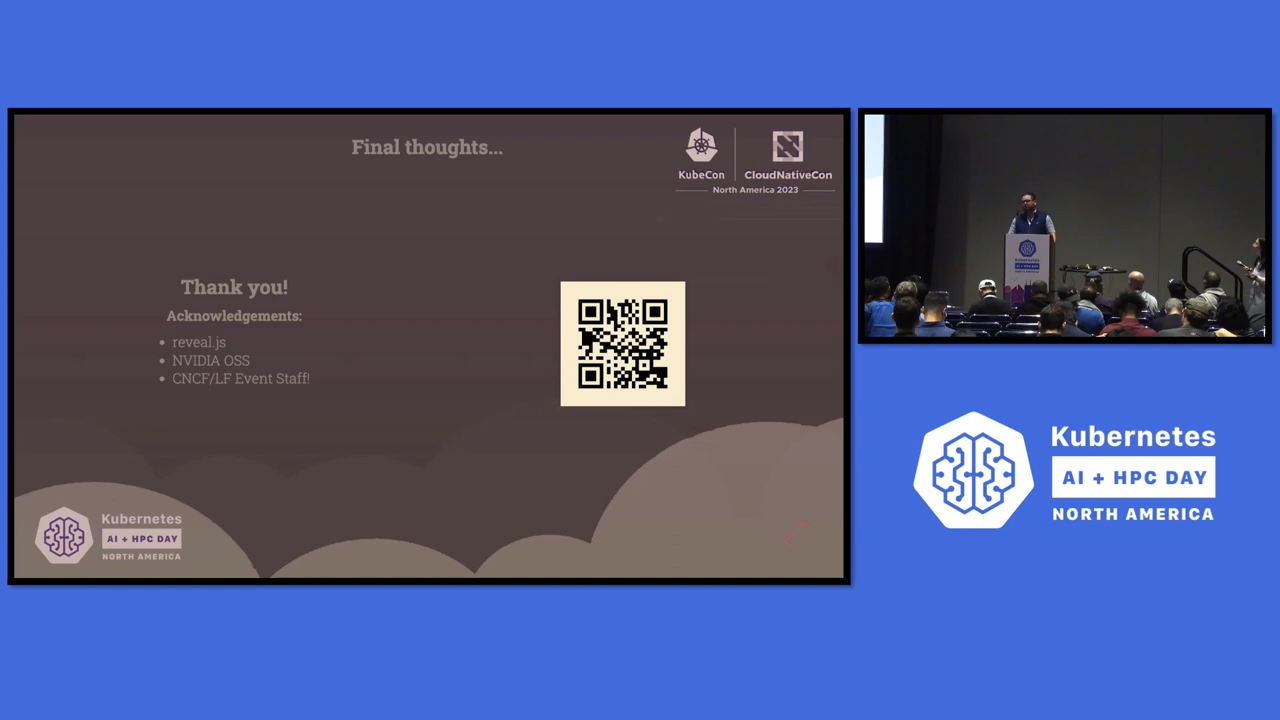 Final thoughts...
KubeCon
CloudNativeCon
North America 2023
Thank you!
Acknowledgements:
• reveal.js
• NVIDIA OSS
• CNCF/LF Event Staff!
Kubernetes
AI + HPC DAY
NORTH AMERICA
Kubernetes
AI + HPC DAY
NORTH AMERICA